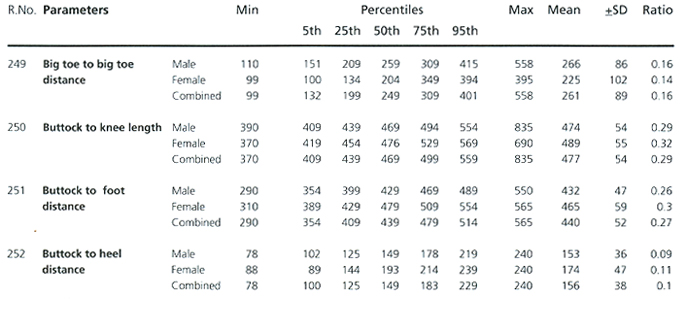 R.No. Parameters Min Percentiles Max Mean ±SD Ratio
5th 25th 50th 75th 95th
249 Big toe to big toe Male 110 151 209 259 309 415 558 266 86 0.16
distance Female 99 100 134 204 349 394 395 225 102 0.14
Combined 99 132 199 249 309 401 558 261 89 0.16
250 Buttock to knee length Male 390 409 439 469 494 554 835 474 54 0.29
Female 370 419 454 476 529 569 690 489 55 0.32
Combined 370 409 439 469 499 559 835 477 54 0.29
251 Buttock to foot Male 290 354 399 429 469 489 550 432 47 0.26
distance Female 310 389 429 479 509 554 565 465 59 0.3
Combined 290 354 409 439 479 514 565 440 52 0.27
252 Buttock to heel Male 78 102 125 149 178 219 240 153 36 0.09
distance Female 88 89 144 193 214 239 240 174 47 0.11
Combined 78 100 125 149 183 229 240 156 38 0.1